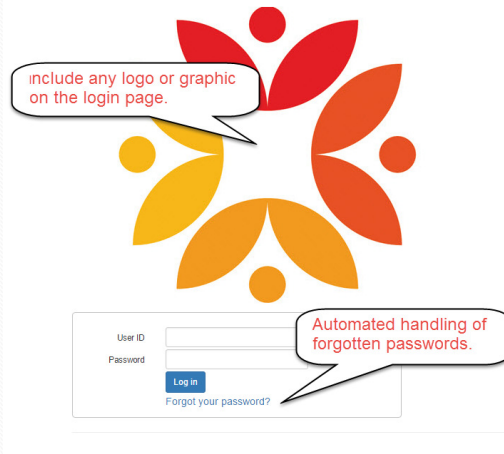 include any logo or graphic
on the login page.
User ID
Password
Log in
Forgot your password?
Automated handling of
forgotten passwords.